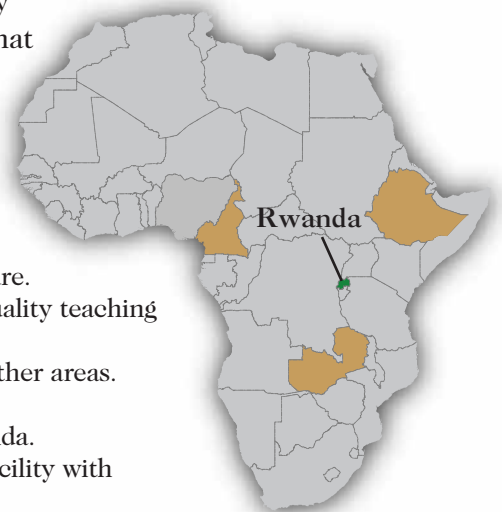 hat
Rwanda
re.
uality teaching
ther areas.
da.
cility with